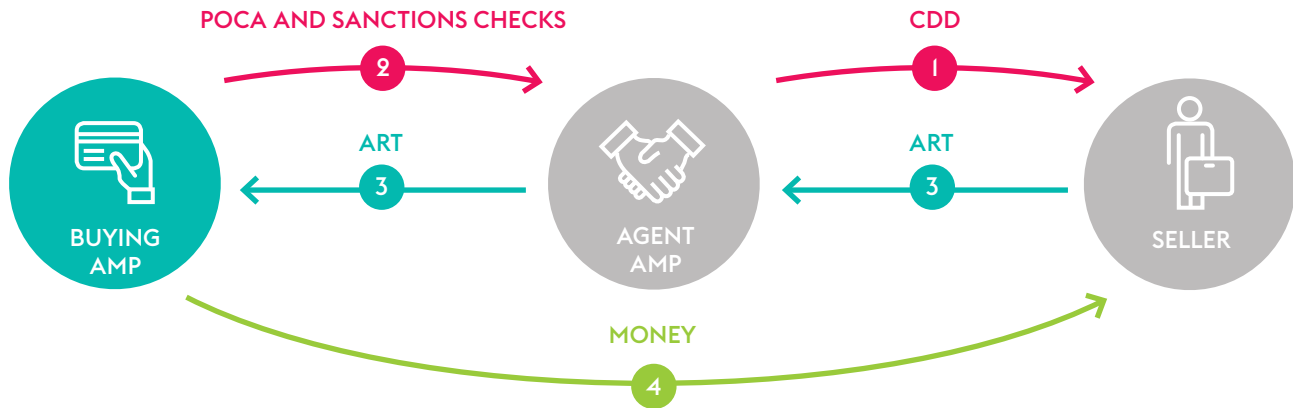 POCA AND SANCTIONS CHECKS
CDD
2
1
ART
ART
3
3
BUYING
AMP
AGENT
AMP
SELLER
MONEY
4